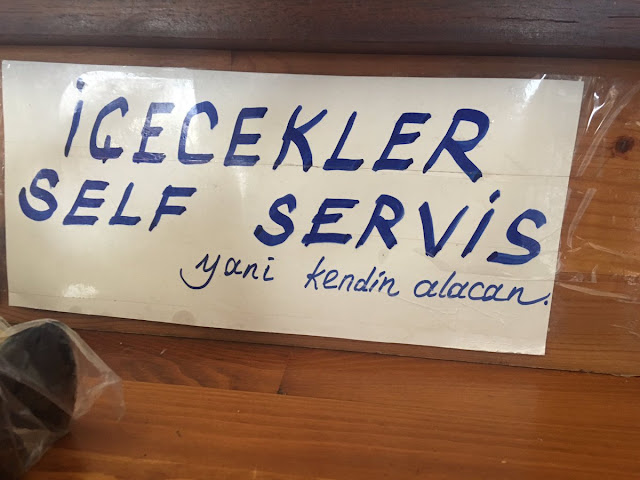 İÇECEKLER
SELF SERVİS
yani kendin alacan.